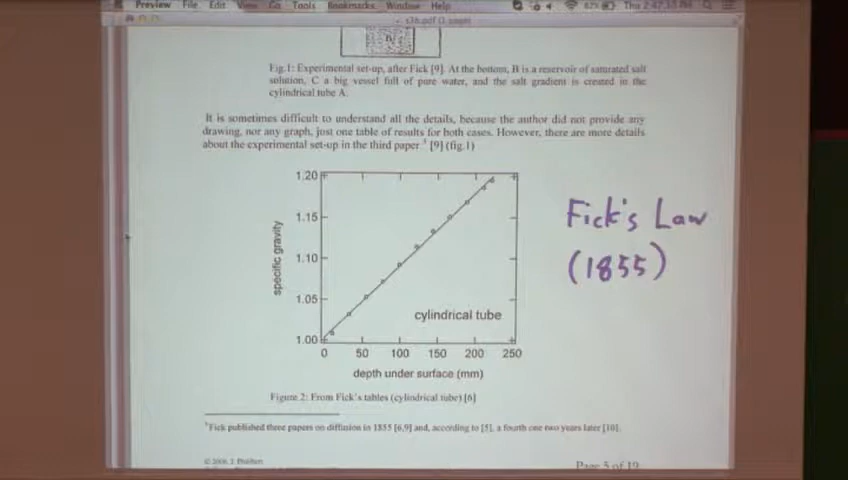 Preview File Edit View Go Tools Bookmarks Window Help
Fig.1: Experimental set-up, after Fick [9]. At the bottom, B is a reservoir of saturated salt
solution, C a big vessel full of pure water, and the salt gradient is created in the
cylindrical tube A.
It is sometimes difficult to understand all the details, because the author did not provide any
drawing, nor any graph, just one table of results for both cases. However, there are more details
about the experimental set-up in the third paper [9] (fig.1)
1.20
1.15
1.10
1.05
1.00
specific gravity
cylindrical tube
0 50 100 150 200 250
depth under surface (mm)
Fick's Law
(1855)
Figure 2: From Fick's tables (cylindrical tube) [6]
Fick published three papers on diffusion in 1855 [6,9] and, according to [5], a fourth one two years later [10].
Page 5 of 19